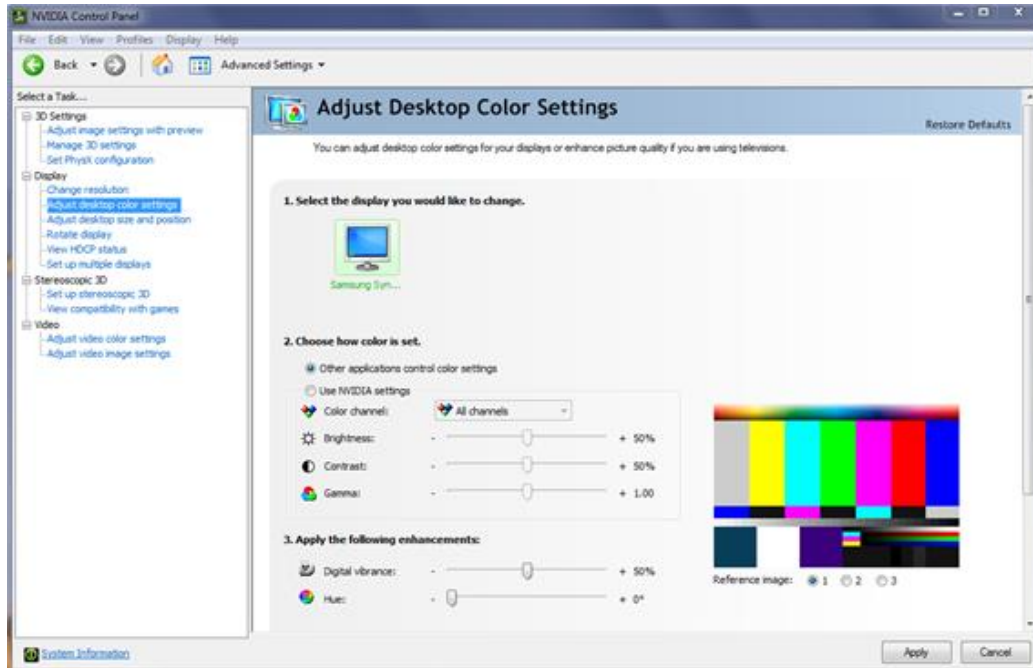 NVIDIA Control Panel
File Edit View Profiles Display Help
Back Advanced Settings
Select a Task...
3D Settings
Adjust image settings with preview
Manage 3D settings
Set PhysX configuration
Display
Change resolution
Adjust desktop color settings
Adjust desktop size and position
Rotate display
View HDCP status
Set up multiple displays
Stereoscopic 3D
Set up stereoscopic 3D
View compatibility with games
Video
Adjust video color settings
Adjust video image settings
System Information
Adjust Desktop Color Settings
Restore Defaults
You can adjust desktop color settings for your displays or enhance picture quality if you are using televisions.
1. Select the display you would like to change.
Samsung Syn...
2. Choose how color is set.
Other applications control color settings
Use NVIDIA settings
Color channel: All channels
Brightness: - + 50%
Contrast: - + 50%
Gamma: - + 1.00
3. Apply the following enhancements:
Digital vibrance: - + 50%
Hue: - + 0°
Reference image: 1 2 3
Apply Cancel